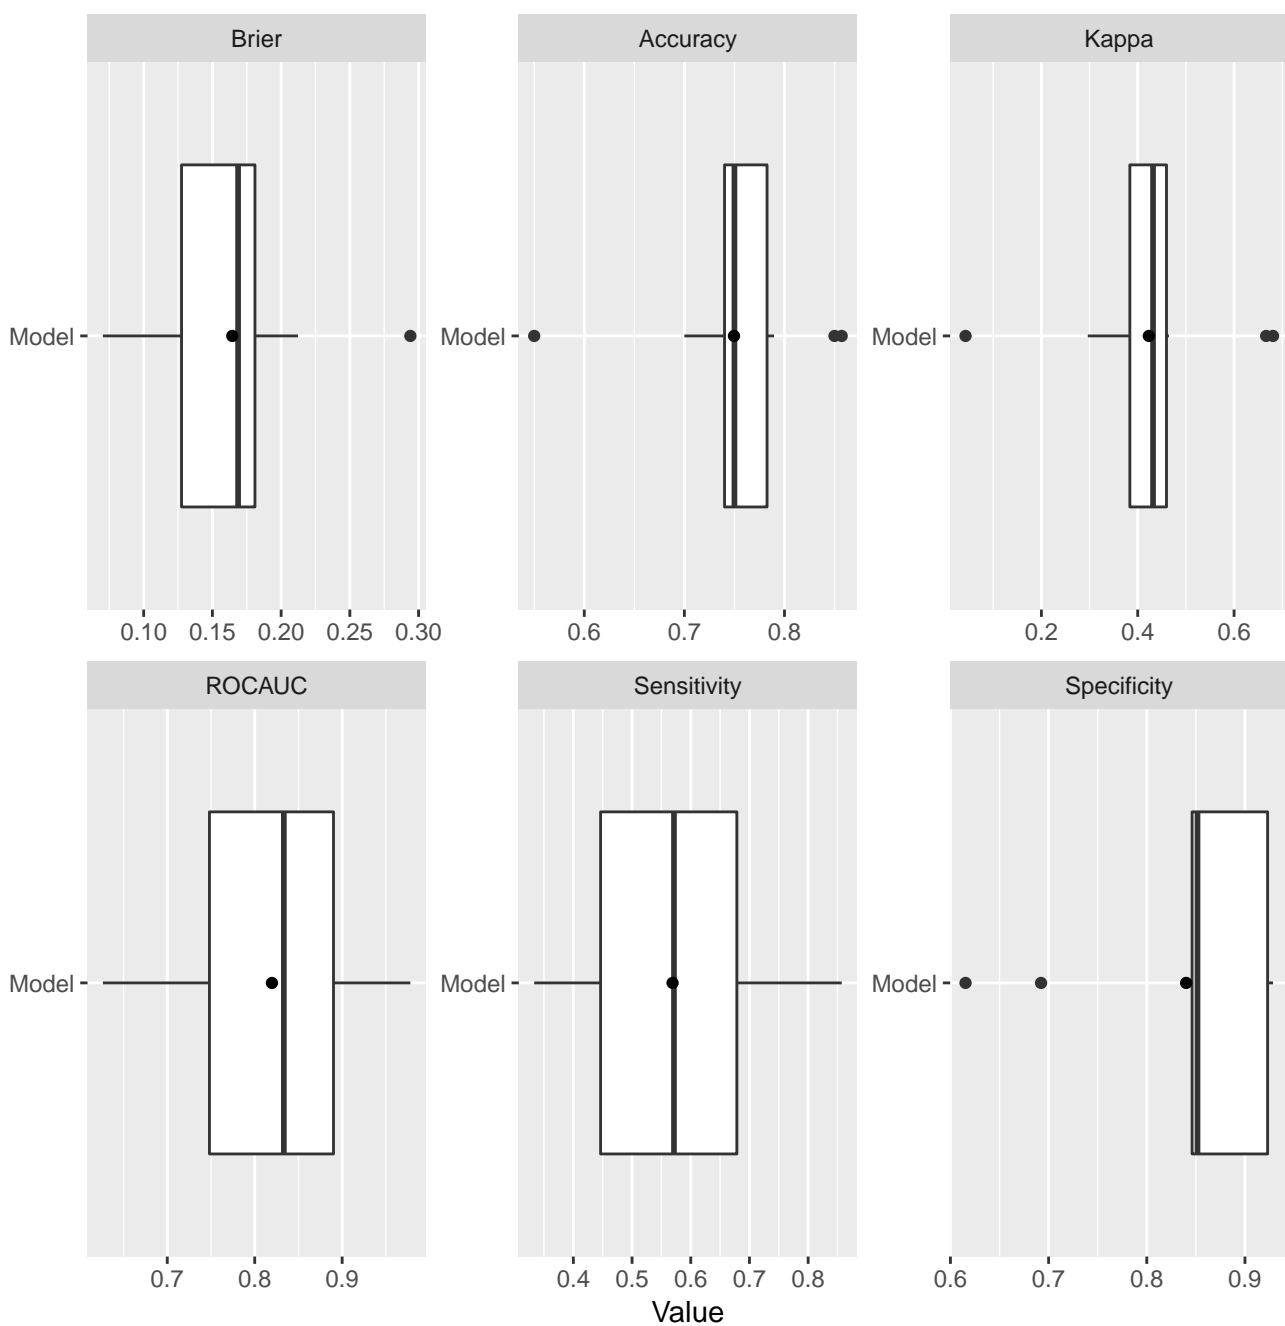 Brier Accuracy Kappa
Model Model Model
0.10 0.15 0.20 0.25 0.30 0.6 0.7 0.8 0.2 0.4 0.6
ROCAUC Sensitivity Specificity
Model Model Model
0.7 0.8 0.9 0.4 0.5 0.6 0.7 0.8 0.6 0.7 0.8 0.9
Value